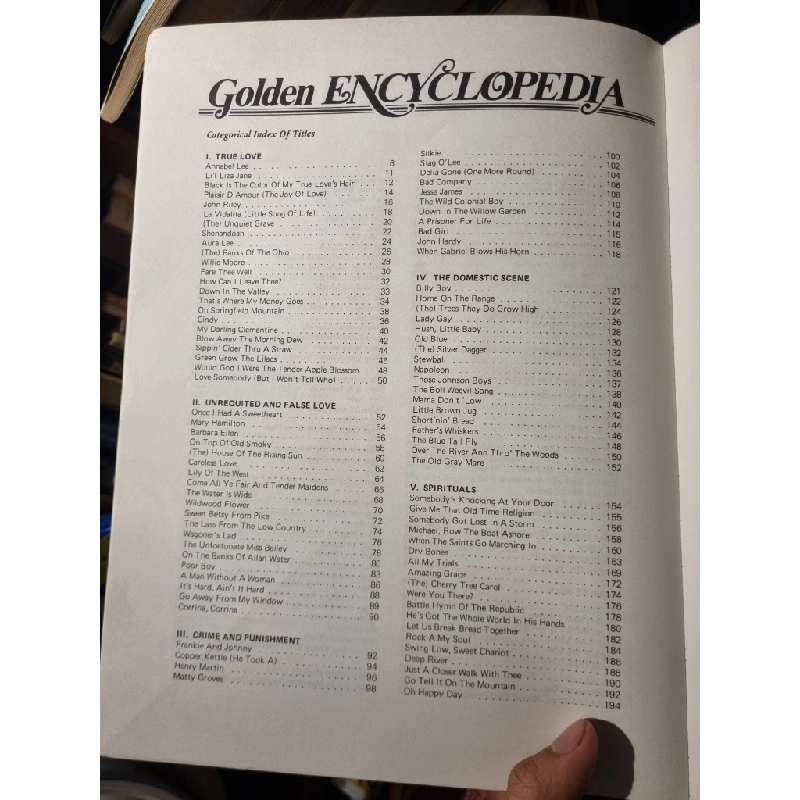 Golden ENCYCLOPEDIA
Categorical Index Of Titles
I. TRUE LOVE
Annabel Lee 8
Li'l Liza Jane 11
Black Is The Color Of My True Love's Hair 12
Plaisir D'Amour (The Joy Of Love) 14
John Riley 16
La Vidalita (Little Song Of Life) 18
(The) Unquiet Grave 20
Shenandoah 22
Aura Lee 24
(The) Banks Of The Ohio 26
Willie Moore 28
Fare Thee Well 30
How Can I Leave Thee? 32
Down In The Valley 33
That's Where My Money Goes 34
On Springfield Mountain 38
Cindy 36
My Darling Clementine 40
Blow Away The Morning Dew 42
Sippin' Cider Thru A Straw 44
Green Grow The Lilacs 46
Would God I Were The Tender Apple Blossom 48
Love Somebody (But I Won't Tell Who) 50
II. UNREQUITED AND FALSE LOVE
Once I Had A Sweetheart 52
Mary Hamilton 54
Barbara Ellen 56
On Top Of Old Smoky 58
(The) House Of The Rising Sun 60
Careless Love 62
Lily Of The West 64
Come All Ye Fair And Tender Maidens 66
The Water Is Wide 68
Wildwood Flower 70
Sweet Betsy From Pike 72
The Lass From The Low Country 74
Wagoner's Lad 76
The Unfortunate Miss Bailey 78
On The Banks Of Allan Water 80
Poor Boy 83
A Man Without A Woman 86
It's Hard, Ain't It Hard 88
Go Away From My Window 89
Corrina, Corrina 90
III. CRIME AND PUNISHMENT
Frankie And Johnny 92
Copper Kettle (He Took A) 94
Henry Martin 96
Matty Groves 98
Silkie 100
Stag O'Lee 102
Delia Gone (One More Round) 104
Bad Company 106
Jesse James 108
The Wild Colonial Boy 110
Down In The Willow Garden 112
A Prisoner For Life 114
Bad Girl 115
John Hardy 116
When Gabriel Blows His Horn 118
IV. THE DOMESTIC SCENE
Billy Boy 121
Home On The Range 122
(The) Trees They Do Grow High 124
Lady Gay 126
Hush, Little Baby 128
Old Blue 130
(The) Silver Dagger 132
Stewball 134
Napoleon 136
Those Johnson Boys 137
The Boll Weevil Song 138
Mama Don't 'Low 140
Little Brown Jug 142
Short'nin' Bread 144
Father's Whiskers 146
The Blue Tail Fly 148
Over The River And Thru' The Woods 150
The Old Gray Mare 152
V. SPIRITUALS
Somebody's Knocking At Your Door 154
Give Me That Old Time Religion 155
Somebody Got Lost In A Storm 156
Michael, Row The Boat Ashore 158
When The Saints Go Marching In 160
Dry Bones 163
All My Trials 169
Amazing Grace 172
(The) Cherry Tree Carol 174
Were You There? 176
Battle Hymn Of The Republic 178
He's Got The Whole World In His Hands 180
Let Us Break Bread Together 182
Rock A My Soul 184
Swing Low, Sweet Chariot 186
Deep River 188
Just A Closer Walk With Thee 190
Go Tell It On The Mountain 192
Oh Happy Day 194